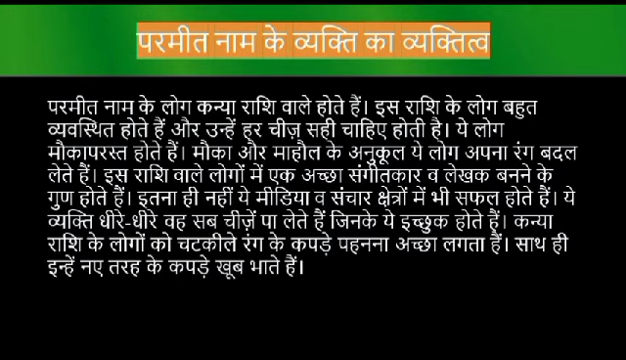 परमीत नाम के व्यक्ति का व्यक्तित्व
परमीत नाम के लोग कन्या राशि वाले होते हैं। इस राशि के लोग बहुत
व्यवस्थित होते हैं और उन्हें हर चीज़ सही चाहिए होती है। ये लोग
मौकापरस्त होते हैं। मौका और माहौल के अनुकूल ये लोग अपना रंग बदल
लेते हैं। इस राशि वाले लोगों में एक अच्छा संगीतकार व लेखक बनने के
गुण होते हैं। इतना ही नहीं ये मीडिया व संचार क्षेत्रों में भी सफल होते हैं। ये
व्यक्ति धीरे-धीरे वह सब चीज़ें पा लेते हैं जिनके ये इच्छुक होते हैं। कन्या
राशि के लोगों को चटकीले रंग के कपड़े पहनना अच्छा लगता हैं। साथ ही
इन्हें नए तरह के कपड़े खूब भाते हैं।